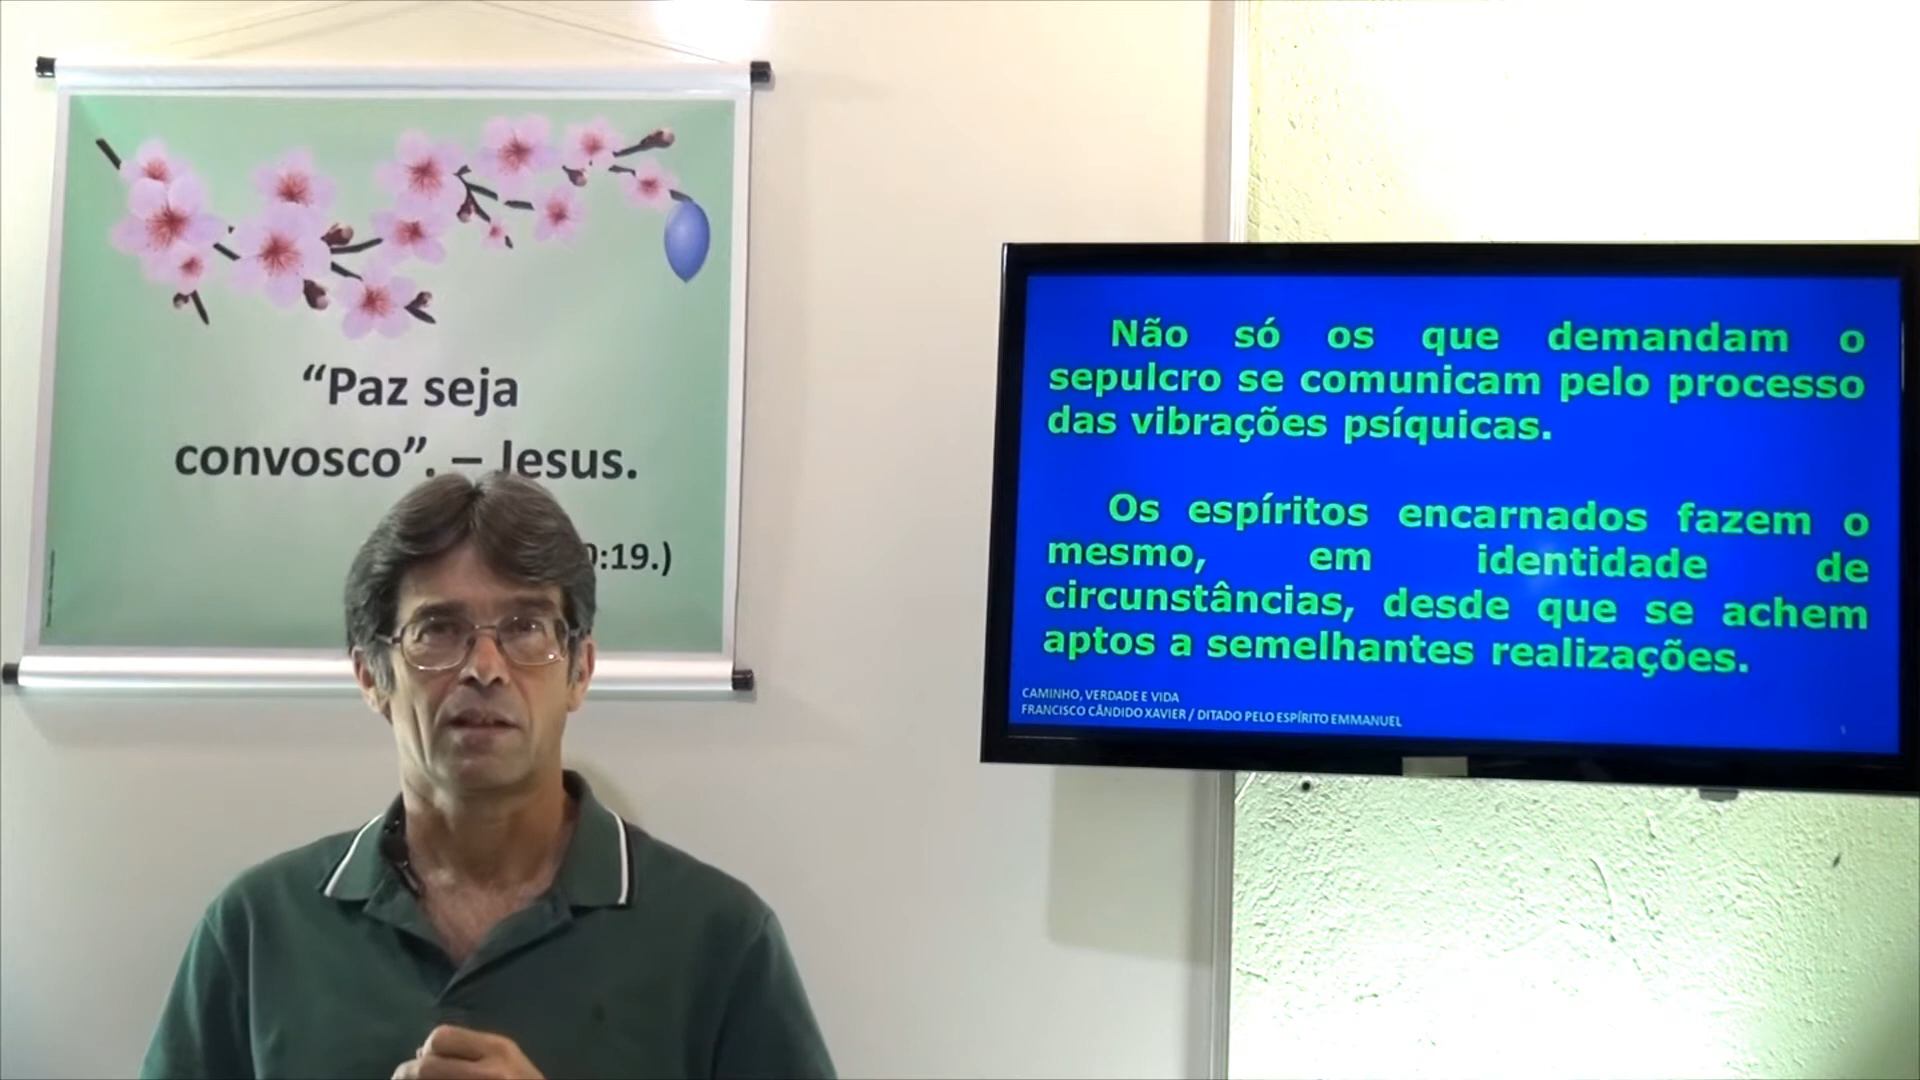 “Paz seja
convosco”. – Jesus.
0:19.)
Não só os que demandam o
sepulcro se comunicam pelo processo
das vibrações psíquicas.
Os espíritos encarnados fazem o
mesmo, em identidade de
circunstâncias, desde que se achem
aptos a semelhantes realizações.
CAMINHO, VERDADE E VIDA
FRANCISCO CÂNDIDO XAVIER / DITADO PELO ESPÍRITO EMMANUEL